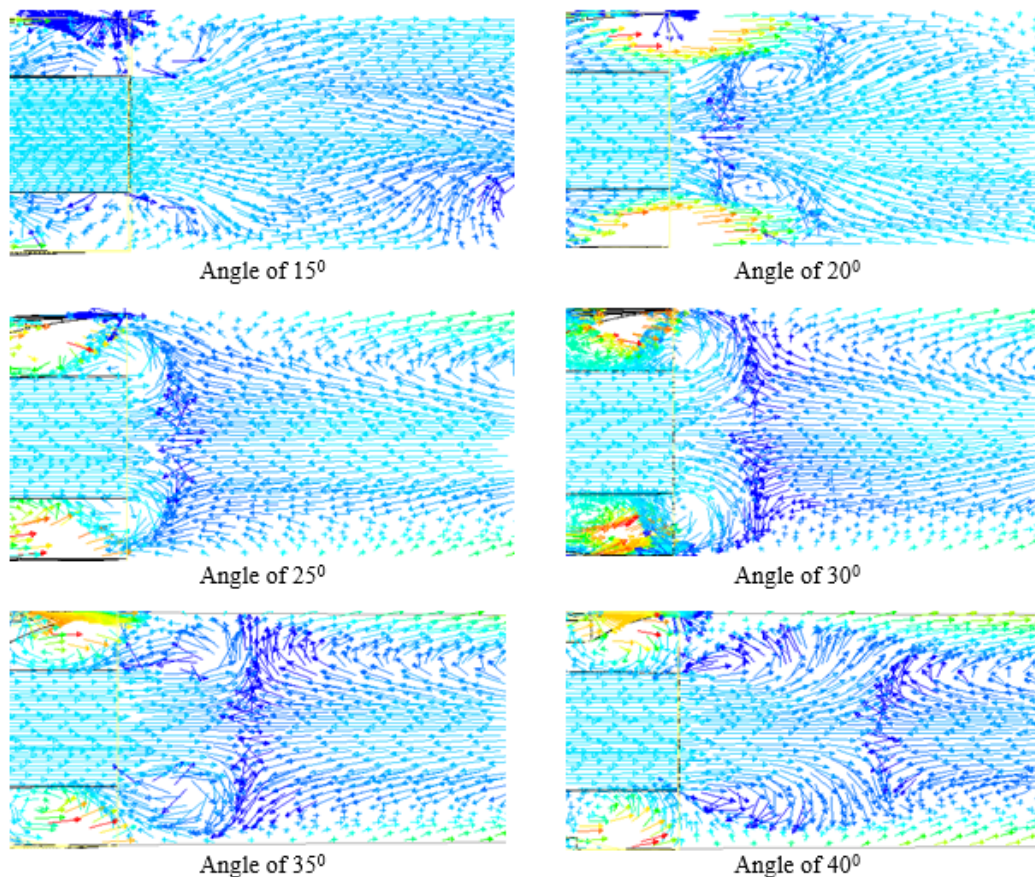 Angle of 15⁰
Angle of 20⁰
Angle of 25⁰
Angle of 30⁰
Angle of 35⁰
Angle of 40⁰